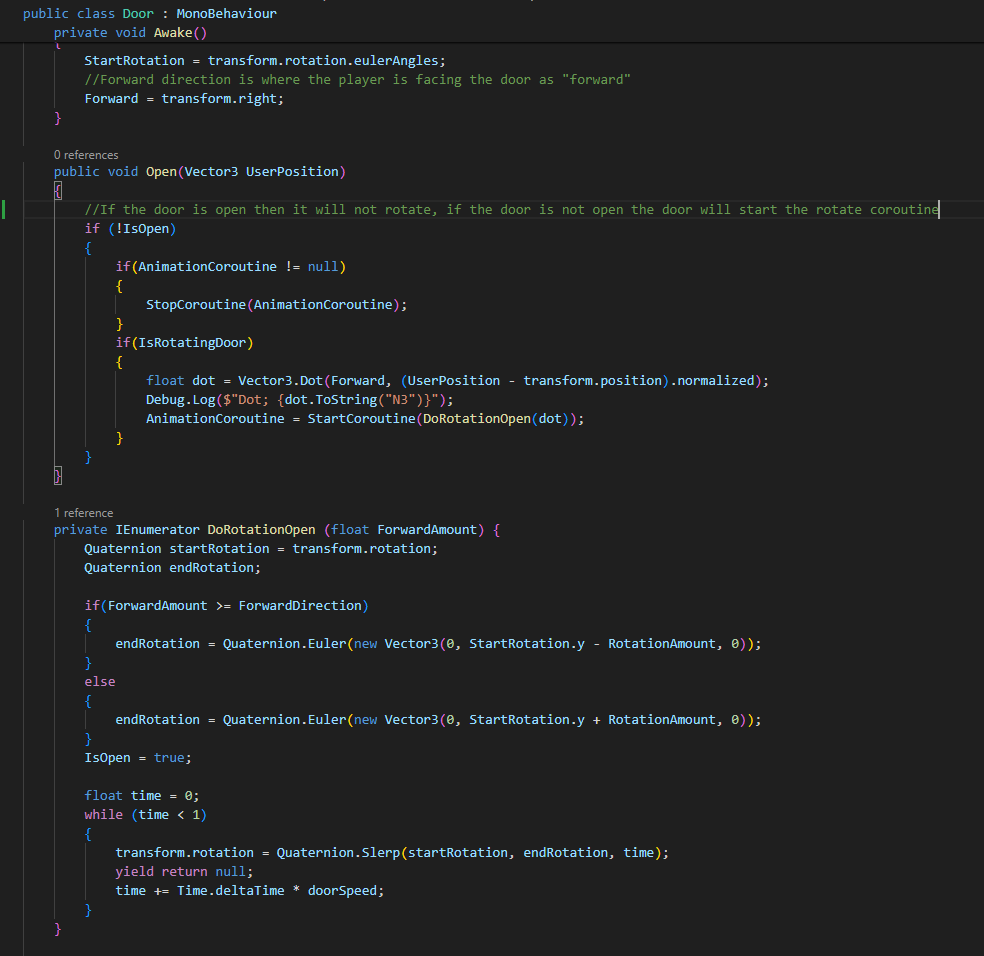 public class Door : MonoBehaviour
    private void Awake()
    {
        StartRotation = transform.rotation.eulerAngles;
        //Forward direction is where the player is facing the door as "forward"
        Forward = transform.right;
    }

    0 references
    public void Open(Vector3 UserPosition)
    {
        //If the door is open then it will not rotate, if the door is not open the door will start the rotate coroutine
        if (!IsOpen)
        {
            if(AnimationCoroutine != null)
            {
                StopCoroutine(AnimationCoroutine);
            }
            if(IsRotatingDoor)
            {
                float dot = Vector3.Dot(Forward, (UserPosition - transform.position).normalized);
                Debug.Log($"Dot; {dot.ToString("N3")}");
                AnimationCoroutine = StartCoroutine(DoRotationOpen(dot));
            }
        }
    }

    1 reference
    private IEnumerator DoRotationOpen (float ForwardAmount) {
        Quaternion startRotation = transform.rotation;
        Quaternion endRotation;

        if(ForwardAmount >= ForwardDirection)
        {
            endRotation = Quaternion.Euler(new Vector3(0, StartRotation.y - RotationAmount, 0));
        }
        else
        {
            endRotation = Quaternion.Euler(new Vector3(0, StartRotation.y + RotationAmount, 0));
        }
        IsOpen = true;

        float time = 0;
        while (time < 1)
        {
            transform.rotation = Quaternion.Slerp(startRotation, endRotation, time);
            yield return null;
            time += Time.deltaTime * doorSpeed;
        }
    }